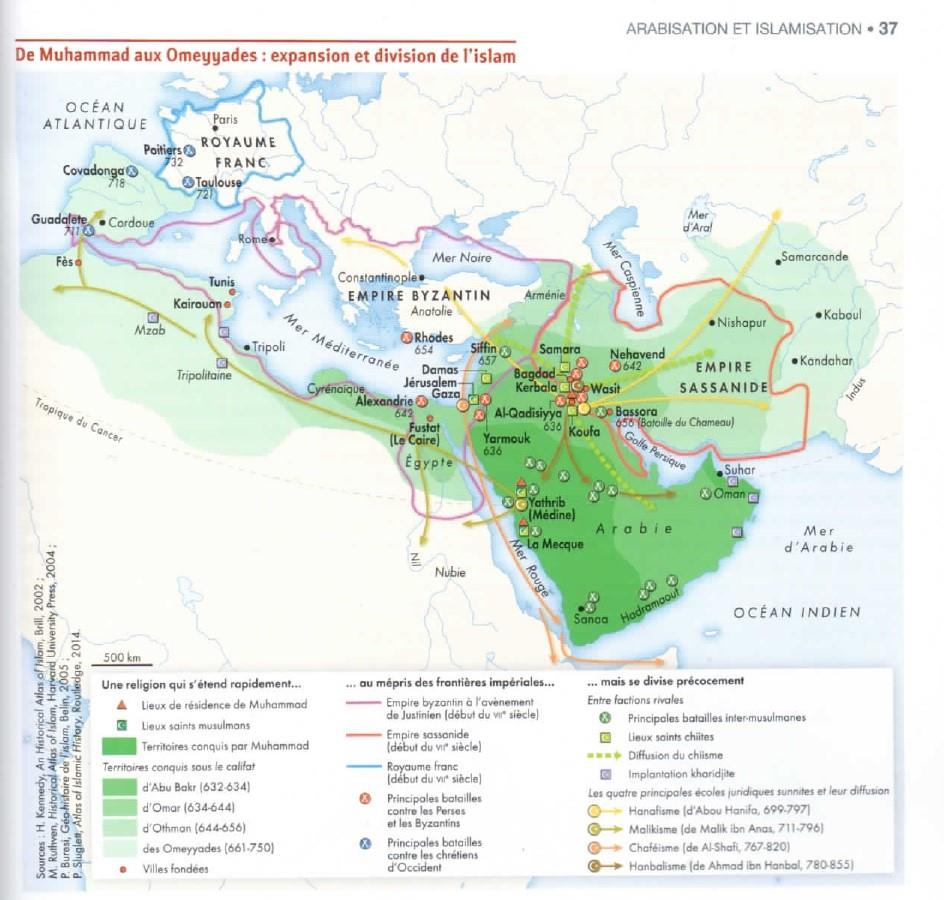 ARABISATION ET ISLAMISATION • 37
De Muhammad aux Omeyyades : expansion et division de l'islam
OCÉAN
ATLANTIQUE
Paris
ROYAUME
FRANC
Poitiers
732
Covadonga
718
Toulouse
721
Guadalete
711
Cordoue
Rome
Fès
Tunis
Kairouan
Mzab
Tripoli
Tripolitaine
Mer Méditerranée
Cyrénaïque
Tropique du Cancer
Constantinople
EMPIRE BYZANTIN
Anatolie
Mer Noire
Arménie
Mer Caspienne
Mer
d'Aral
Samarcande
Kaboul
Nishapur
Kandahar
Indus
EMPIRE
SASSANIDE
Rhodes
654
Siffin
657
Samara
Nehavend
642
Damas
Bagdad
Jérusalem
Kerbala
Wasit
Gaza
Alexandrie
642
Al-Qadisiyya
636
Bassora
656 (Bataille du Chameau)
Koufa
Fustat
(Le Caire)
Yarmouk
636
Golfe Persique
Égypte
Suhar
Oman
Yathrib
(Médine)
Arabie
La Mecque
Mer
d'Arabie
Mer Rouge
Nil
Nubie
Sanaa
Hadramaout
OCÉAN INDIEN
500 km
Sources : H. Kennedy, An Historical Atlas of Islam, Brill, 2002 ;
M. Ruthven, Historical Atlas of Islam, Harvard University Press, 2004 ;
P. Buresi, Géo-histoire de l'islam, Belin, 2005 ;
P. Sluglett, Atlas of Islamic History, Routledge, 2014.
Une religion qui s'étend rapidement...
Lieux de résidence de Muhammad
Lieux saints musulmans
Territoires conquis par Muhammad
Territoires conquis sous le califat
d'Abu Bakr (632-634)
d'Omar (634-644)
d'Othman (644-656)
des Omeyyades (661-750)
Villes fondées
... au mépris des frontières impériales...
Empire byzantin à l'avènement
de Justinien (début du VIIe siècle)
Empire sassanide
(début du VIIe siècle)
Royaume franc
(début du VIIe siècle)
Principales batailles
contre les Perses
et les Byzantins
Principales batailles
contre les chrétiens
d'Occident
... mais se divise précocement
Entre factions rivales
Principales batailles inter-musulmanes
Lieux saints chiites
Diffusion du chiisme
Implantation kharidjite
Les quatre principales écoles juridiques sunnites et leur diffusion
Hanafisme (d'Abou Hanifa, 699-797)
Malikisme (de Malik ibn Anas, 711-796)
Chaféisme (de Al-Shafi, 767-820)
Hanbalisme (de Ahmad ibn Hanbal, 780-855)